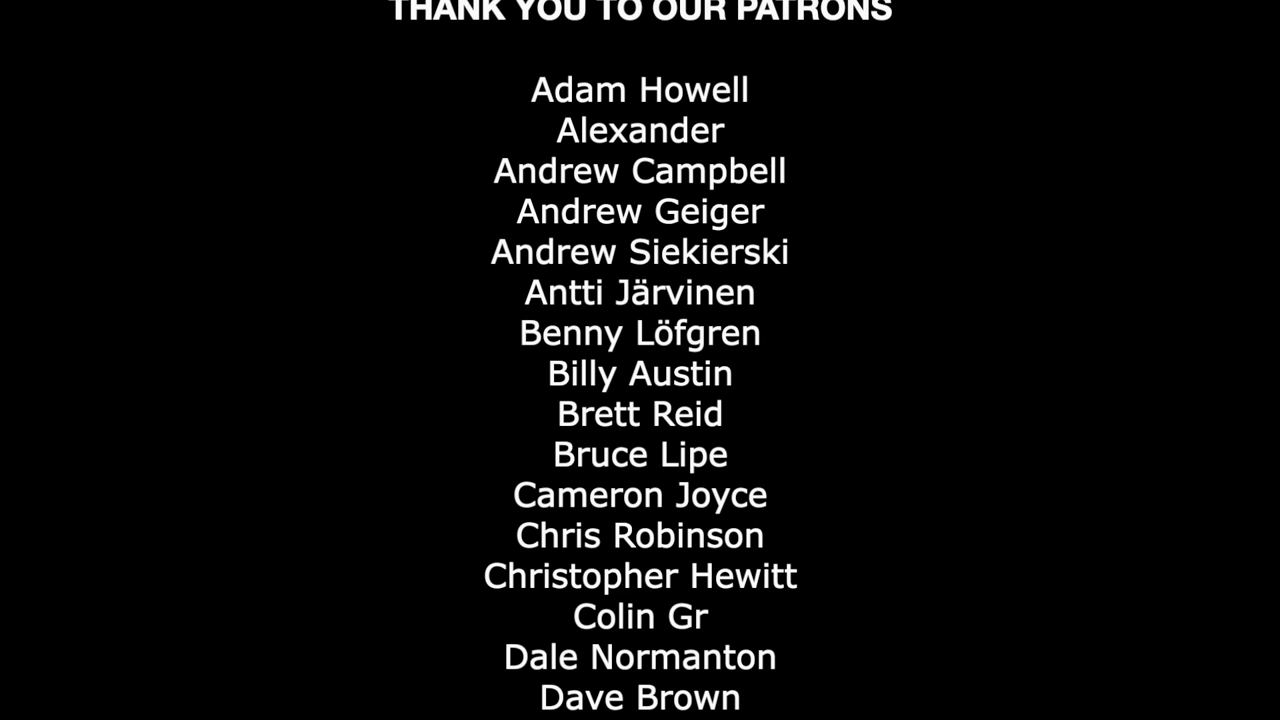 THANK YOU TO OUR PATRONS
Adam Howell
Alexander
Andrew Campbell
Andrew Geiger
Andrew Siekierski
Antti Järvinen
Benny Löfgren
Billy Austin
Brett Reid
Bruce Lipe
Cameron Joyce
Chris Robinson
Christopher Hewitt
Colin Gr
Dale Normanton
Dave Brown